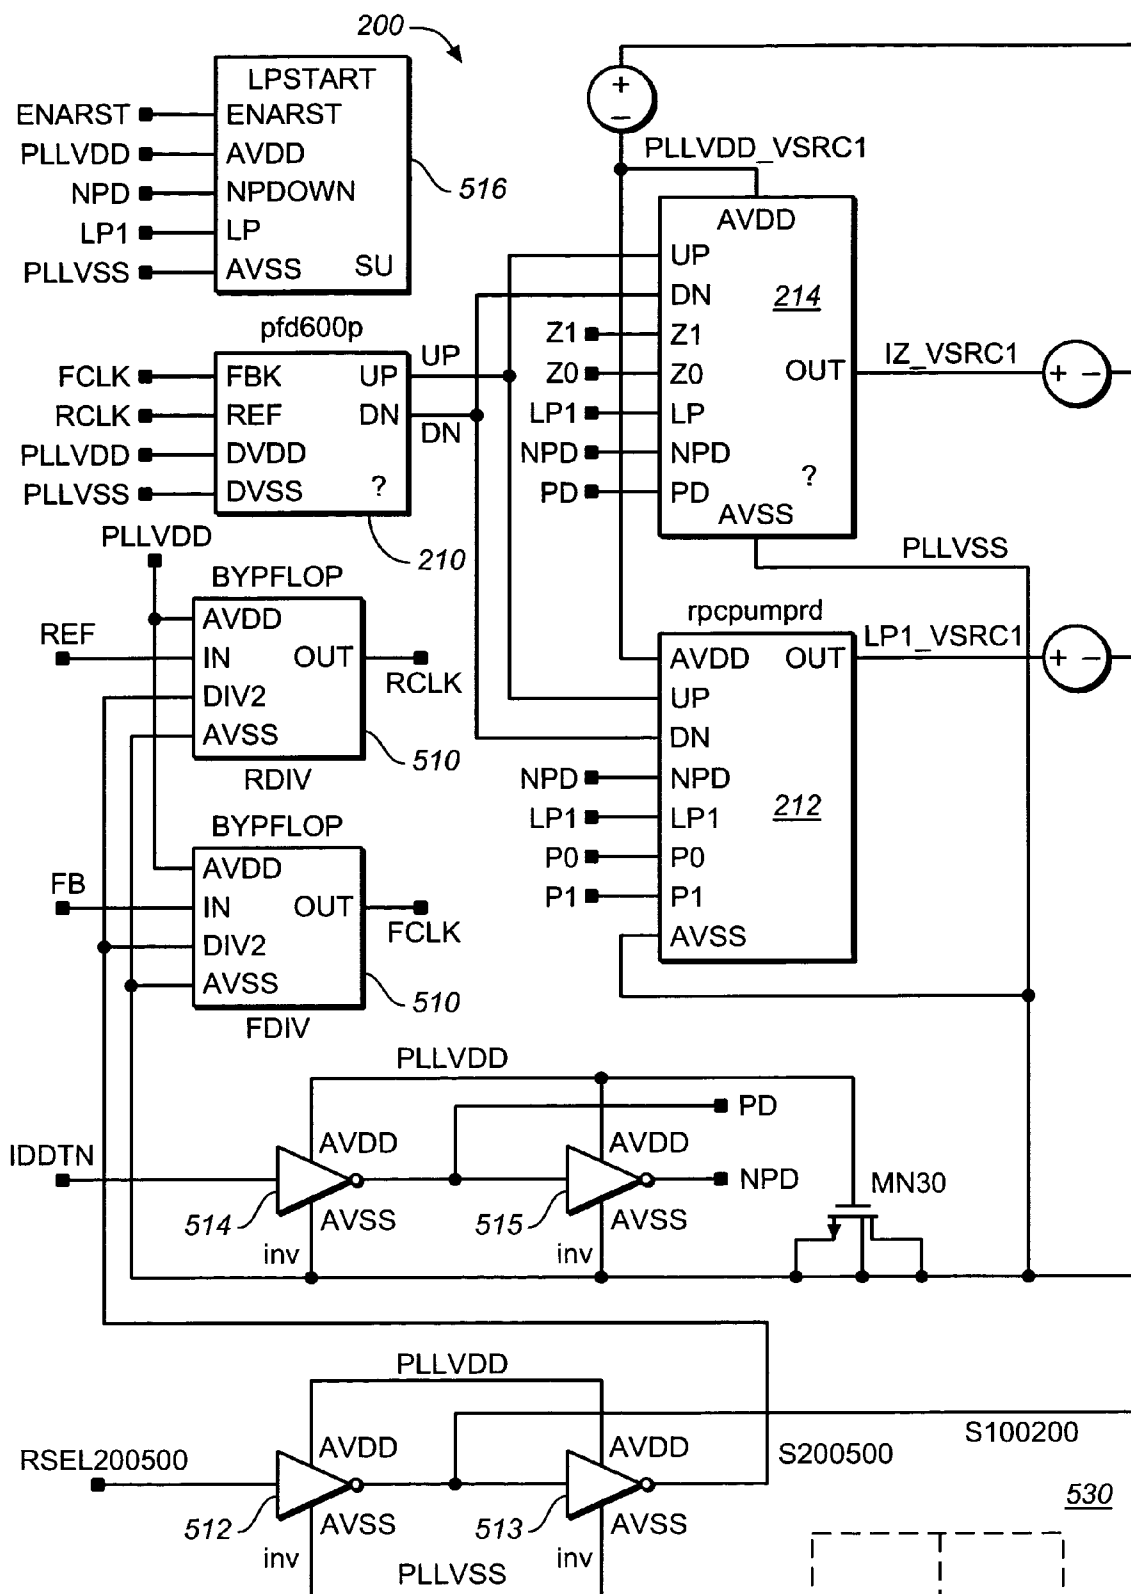 200
LPSTART
ENARST
ENARST
PLLVDD
AVDD
NPD
NPDOWN
LP1
LP
PLLVSS
AVSS
SU
516
pfd600p
FCLK
FBK
UP
UP
RCLK
REF
DN
DN
PLLVDD
DVDD
PLLVSS
DVSS
?
210
+
−
PLLVDD_VSRC1
AVDD
UP
DN
214
Z1
Z1
Z0
Z0
OUT
IZ_VSRC1
+ −
LP1
LP
NPD
NPD
PD
PD
?
AVSS
PLLVSS
PLLVDD
BYPFLOP
AVDD
REF
IN
OUT
RCLK
DIV2
AVSS
510
RDIV
BYPFLOP
AVDD
FB
IN
OUT
FCLK
DIV2
AVSS
510
FDIV
rpcpumprd
AVDD
OUT
LP1_VSRC1
+ −
UP
DN
NPD
NPD
LP1
LP1
212
P0
P0
P1
P1
AVSS
PLLVDD
PD
IDDTN
AVDD
AVDD
NPD
MN30
514
AVSS
515
AVSS
inv
inv
PLLVDD
S100200
RSEL200500
AVDD
AVDD
S200500
512
AVSS
513
AVSS
530
inv
PLLVSS
inv